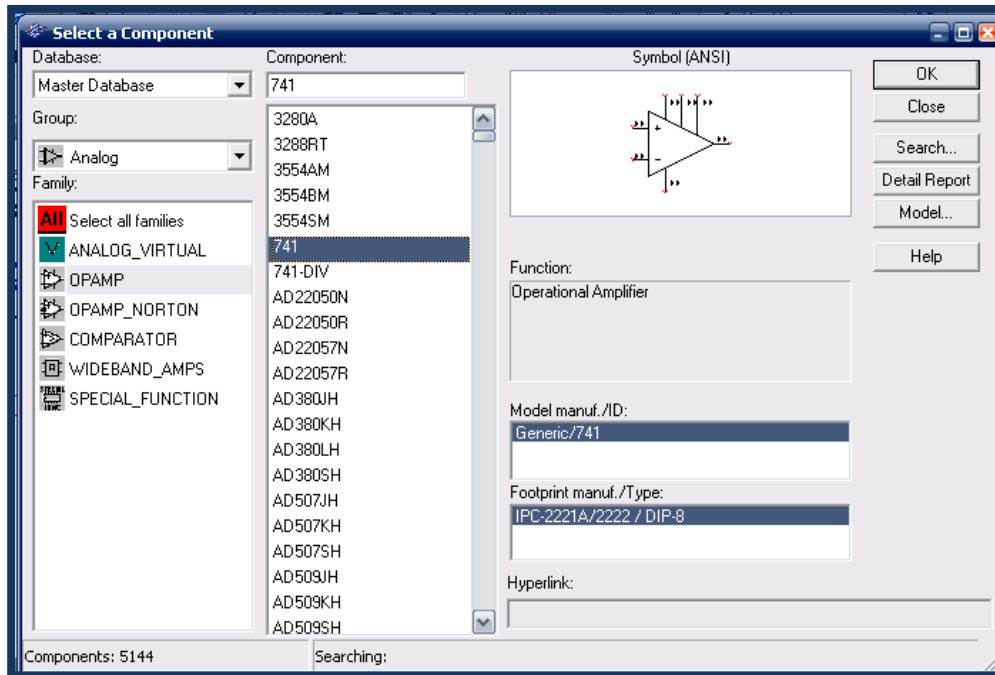 Select a Component
Database:
Master Database
Group:
Analog
Family:
All Select all families
ANALOG_VIRTUAL
OPAMP
OPAMP_NORTON
COMPARATOR
WIDEBAND_AMPS
SPECIAL_FUNCTION
Component:
741
3280A
3288RT
3554AM
3554BM
3554SM
741
741-DIV
AD22050N
AD22050R
AD22057N
AD22057R
AD380JH
AD380KH
AD380LH
AD380SH
AD507JH
AD507KH
AD507SH
AD509JH
AD509KH
AD509SH
Symbol (ANSI)
Function:
Operational Amplifier
Model manuf./ID:
Generic/741
Footprint manuf./Type:
IPC-2221A/2222 / DIP-8
Hyperlink:
OK
Close
Search...
Detail Report
Model...
Help
Components: 5144
Searching: